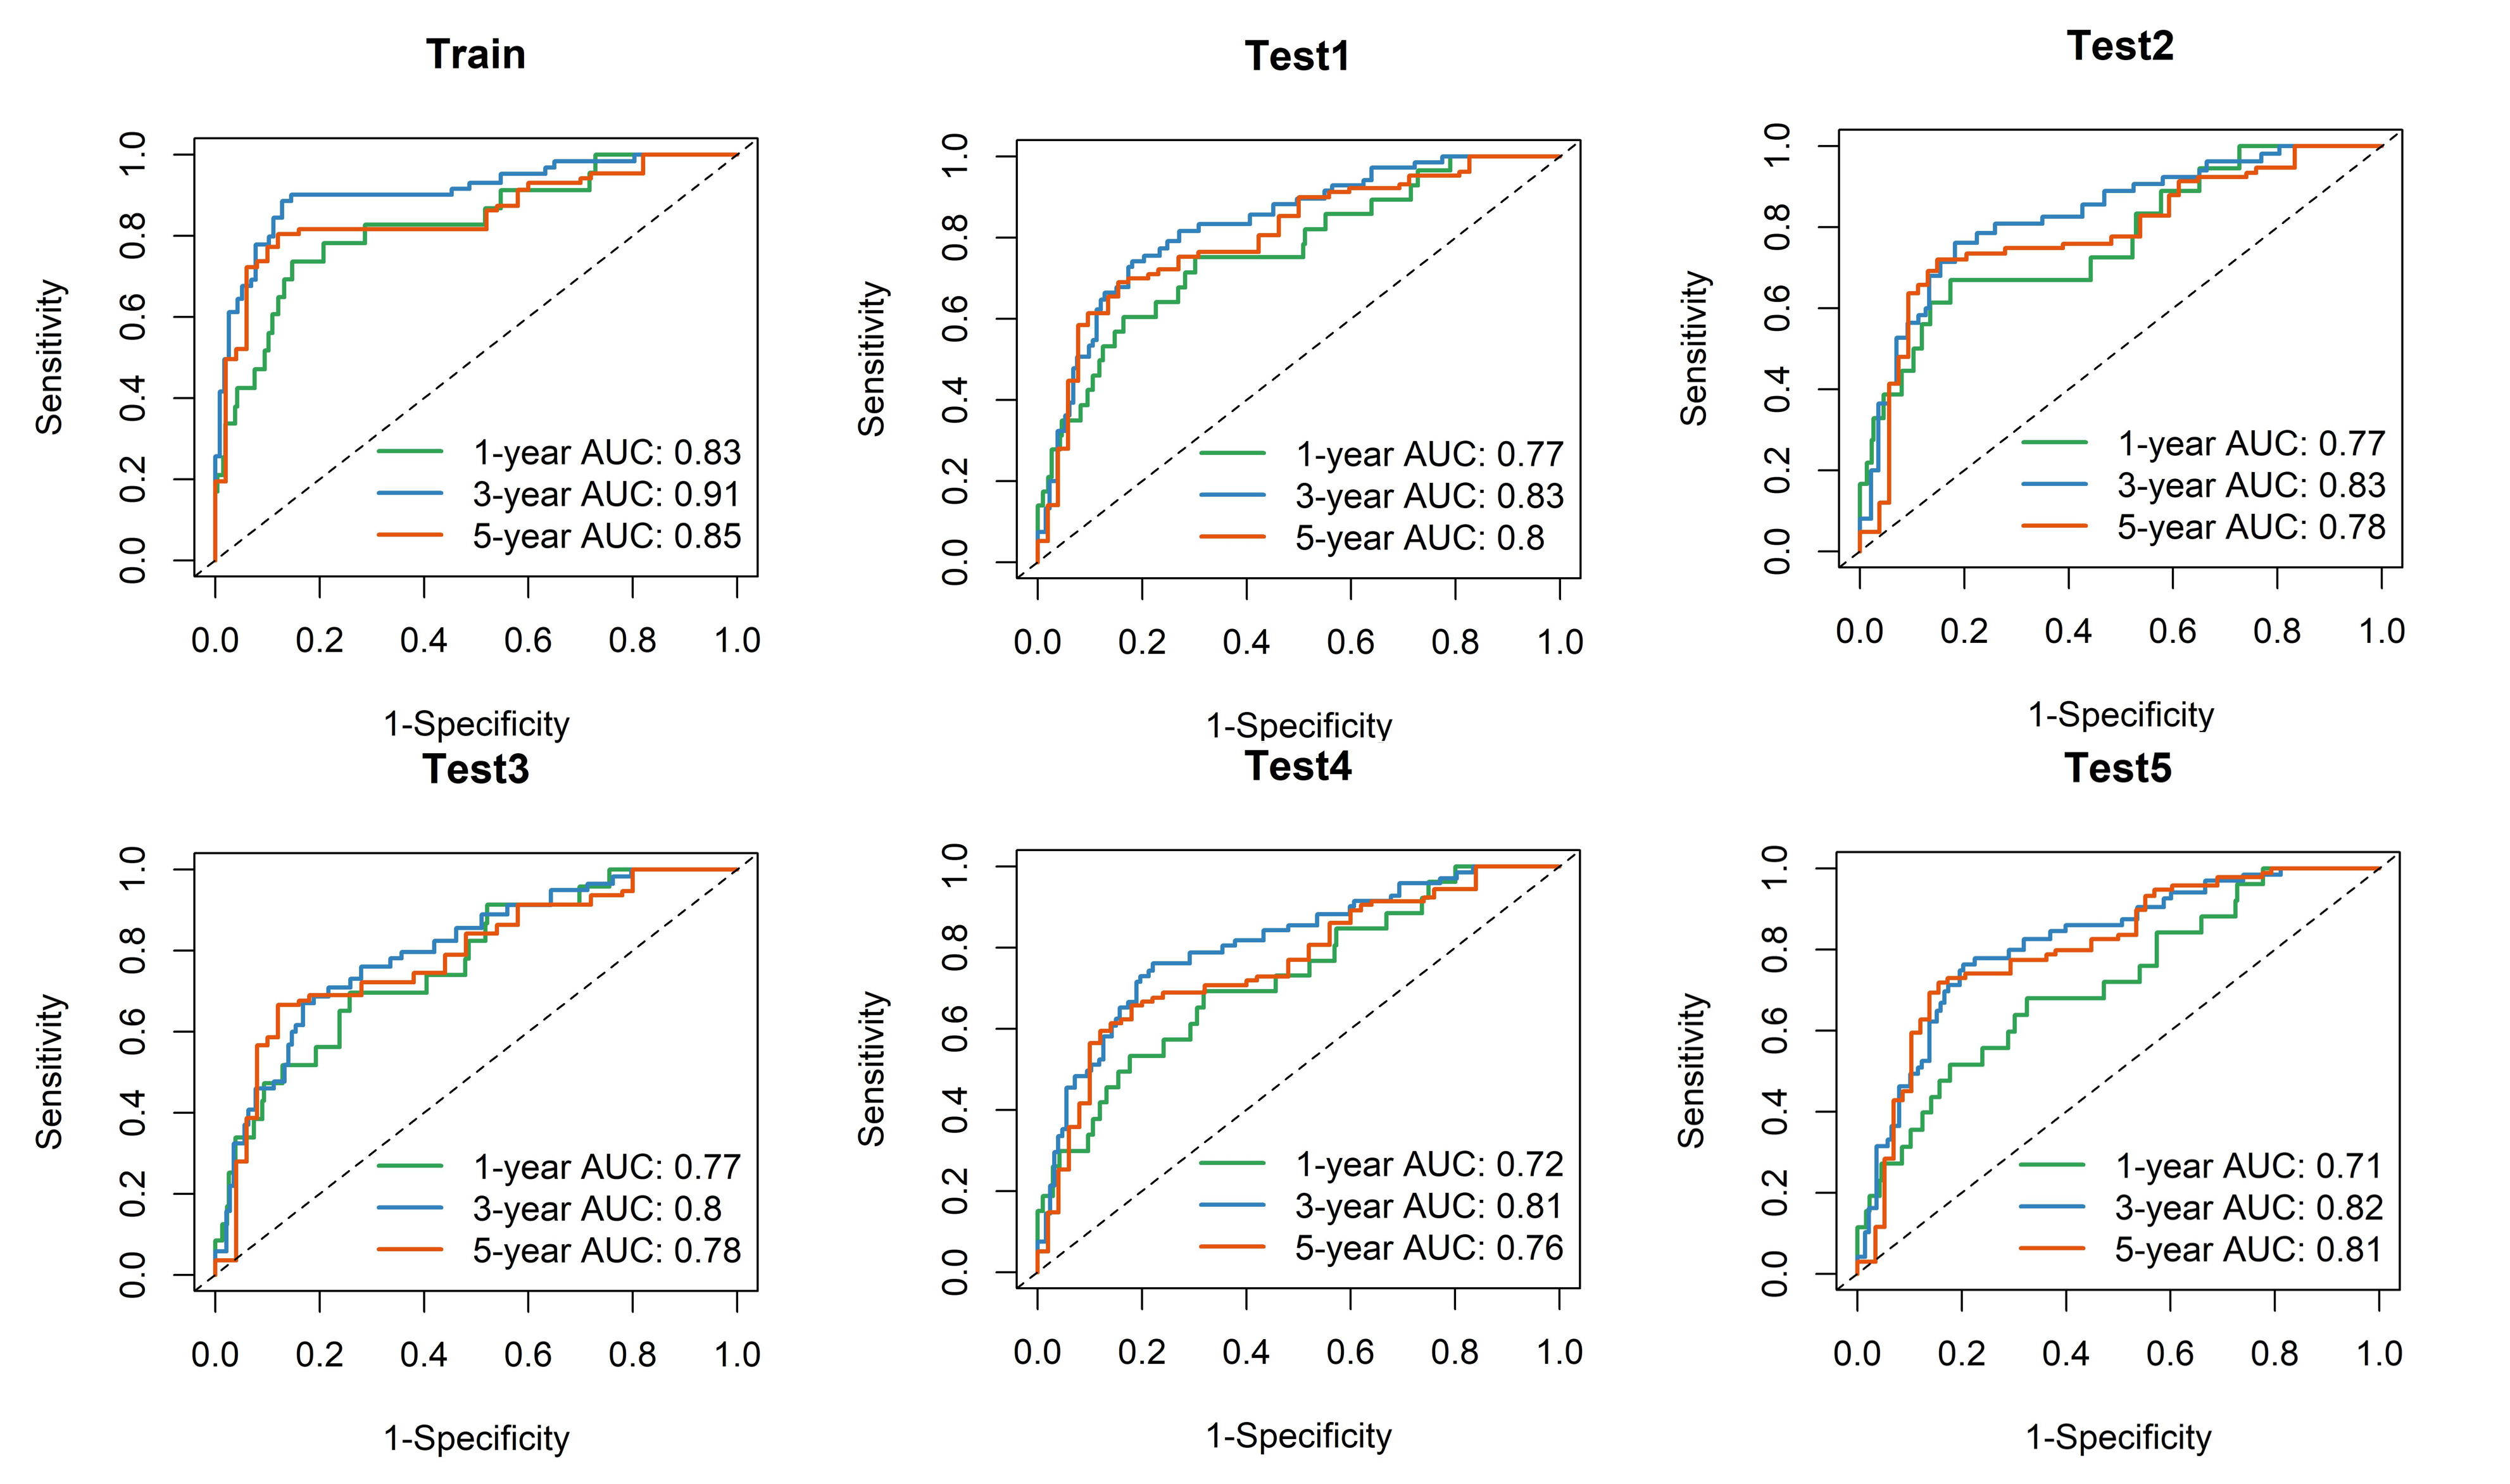 Train
Sensitivity
1.0
0.8
0.6
0.4
0.2
0.0
1-year AUC: 0.83
3-year AUC: 0.91
5-year AUC: 0.85
0.0 0.2 0.4 0.6 0.8 1.0
1-Specificity
Test1
Sensitivity
1.0
0.8
0.6
0.4
0.2
0.0
1-year AUC: 0.77
3-year AUC: 0.83
5-year AUC: 0.8
0.0 0.2 0.4 0.6 0.8 1.0
1-Specificity
Test2
Sensitivity
1.0
0.8
0.6
0.4
0.2
0.0
1-year AUC: 0.77
3-year AUC: 0.83
5-year AUC: 0.78
0.0 0.2 0.4 0.6 0.8 1.0
1-Specificity
Test3
Sensitivity
1.0
0.8
0.6
0.4
0.2
0.0
1-year AUC: 0.77
3-year AUC: 0.8
5-year AUC: 0.78
0.0 0.2 0.4 0.6 0.8 1.0
1-Specificity
Test4
Sensitivity
1.0
0.8
0.6
0.4
0.2
0.0
1-year AUC: 0.72
3-year AUC: 0.81
5-year AUC: 0.76
0.0 0.2 0.4 0.6 0.8 1.0
1-Specificity
Test5
Sensitivity
1.0
0.8
0.6
0.4
0.2
0.0
1-year AUC: 0.71
3-year AUC: 0.82
5-year AUC: 0.81
0.0 0.2 0.4 0.6 0.8 1.0
1-Specificity